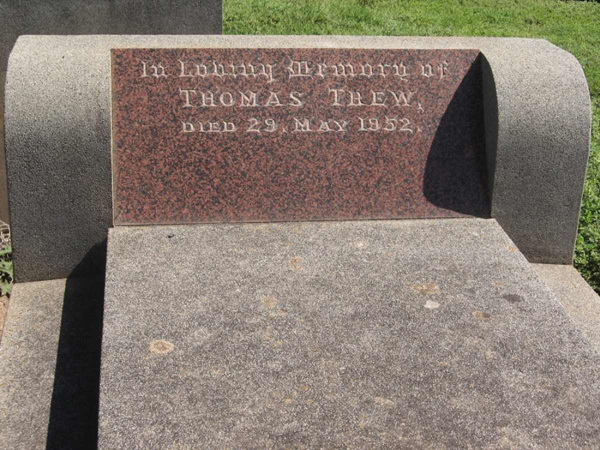 In Loving Memory of
THOMAS TREW,
DIED 29. MAY 1952.